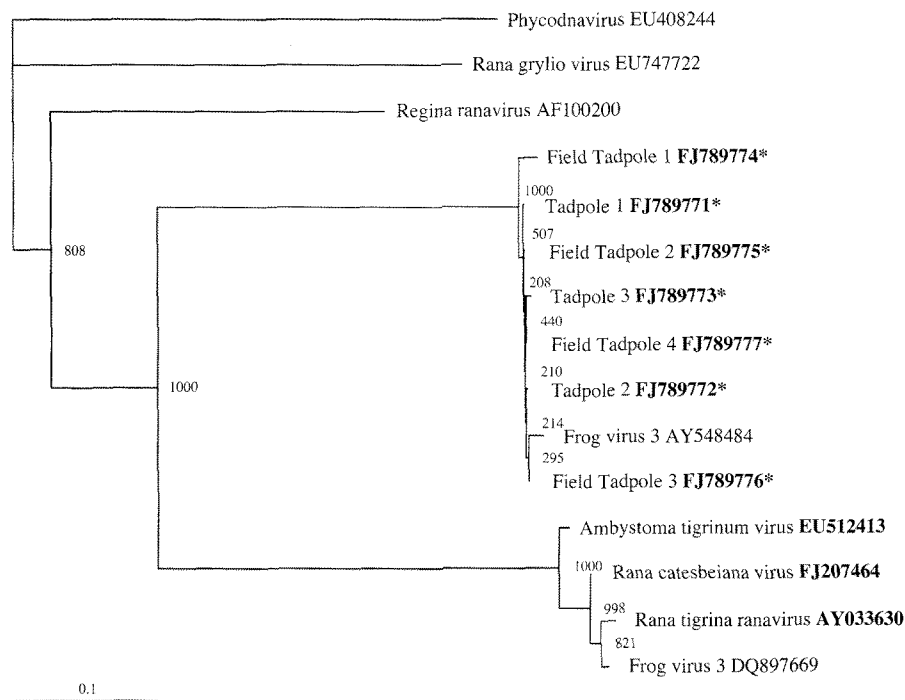 Phycodnavirus EU408244
Rana grylio virus EU747722
Regina ranavirus AF100200
Field Tadpole 1 FJ789774*
1000
Tadpole 1 FJ789771*
507
808
Field Tadpole 2 FJ789775*
208
Tadpole 3 FJ789773*
440
Field Tadpole 4 FJ789777*
210
1000
Tadpole 2 FJ789772*
214
Frog virus 3 AY548484
295
Field Tadpole 3 FJ789776*
Ambystoma tigrinum virus EU512413
1000
Rana catesbeiana virus FJ207464
998
Rana tigrina ranavirus AY033630
821
Frog virus 3 DQ897669
0.1